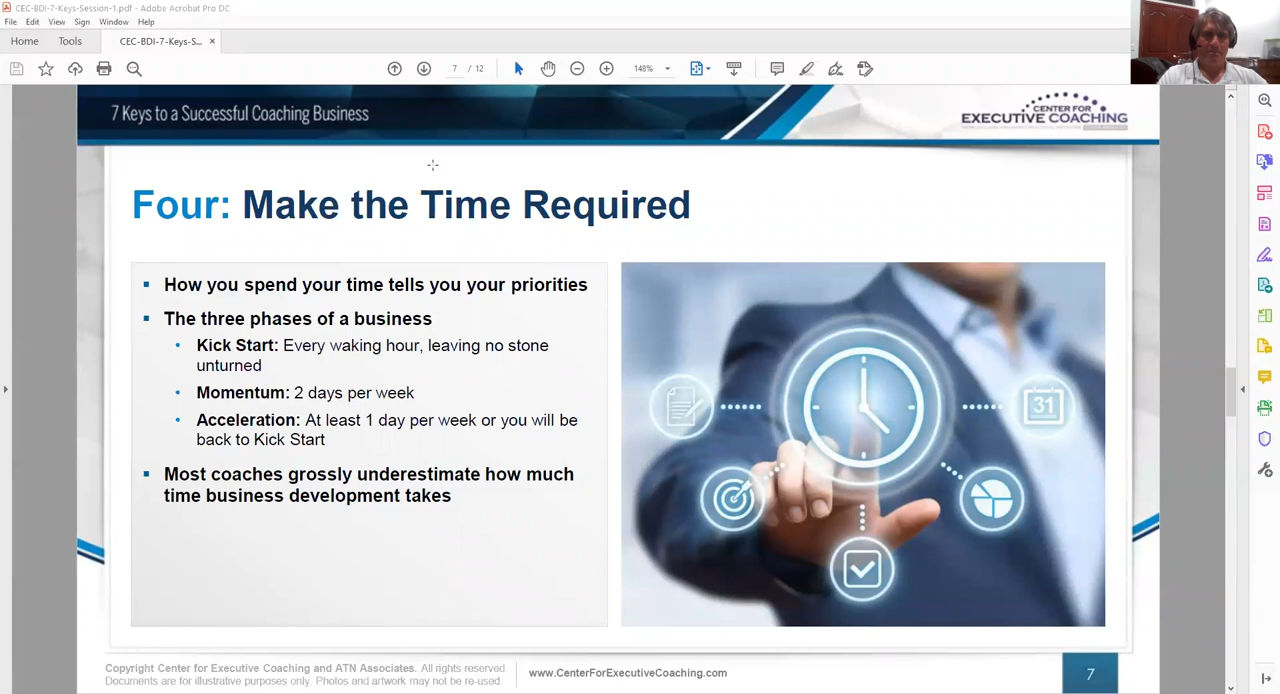 CEC-BDI-7-Keys-Session-1.pdf - Adobe Acrobat Pro DC
File Edit View Sign Window Help
Home Tools CEC-BDI-7-Keys-S... ×
7 / 12 148%
7 Keys to a Successful Coaching Business
CENTER FOR
EXECUTIVE COACHING
Four: Make the Time Required
▪ How you spend your time tells you your priorities
▪ The three phases of a business
• Kick Start: Every waking hour, leaving no stone
unturned
• Momentum: 2 days per week
• Acceleration: At least 1 day per week or you will be
back to Kick Start
▪ Most coaches grossly underestimate how much
time business development takes
31
Copyright Center for Executive Coaching and ATN Associates. All rights reserved.
Documents are for illustrative purposes only. Photos and artwork may not be re-used.
www.CenterForExecutiveCoaching.com
7